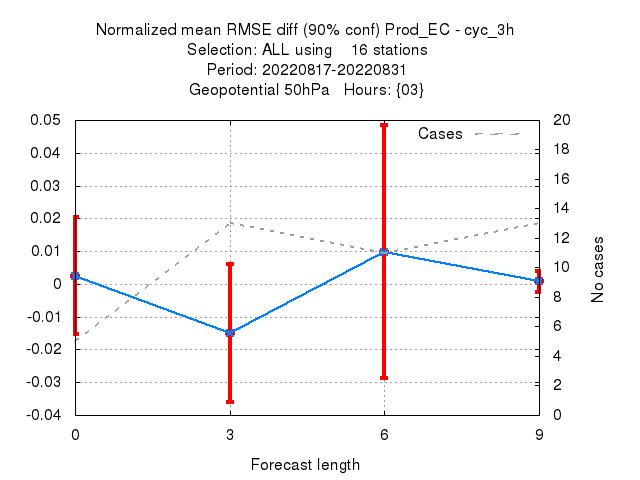 Normalized mean RMSE diff (90% conf) Prod_EC - cyc_3h
Selection: ALL using    16 stations
Period: 20220817-20220831
Geopotential 50hPa   Hours: {03}
Cases
0.05
0.04
0.03
0.02
0.01
0
-0.01
-0.02
-0.03
-0.04
20
18
16
14
12
10
8
6
4
2
0
No cases
0 3 6 9
Forecast length